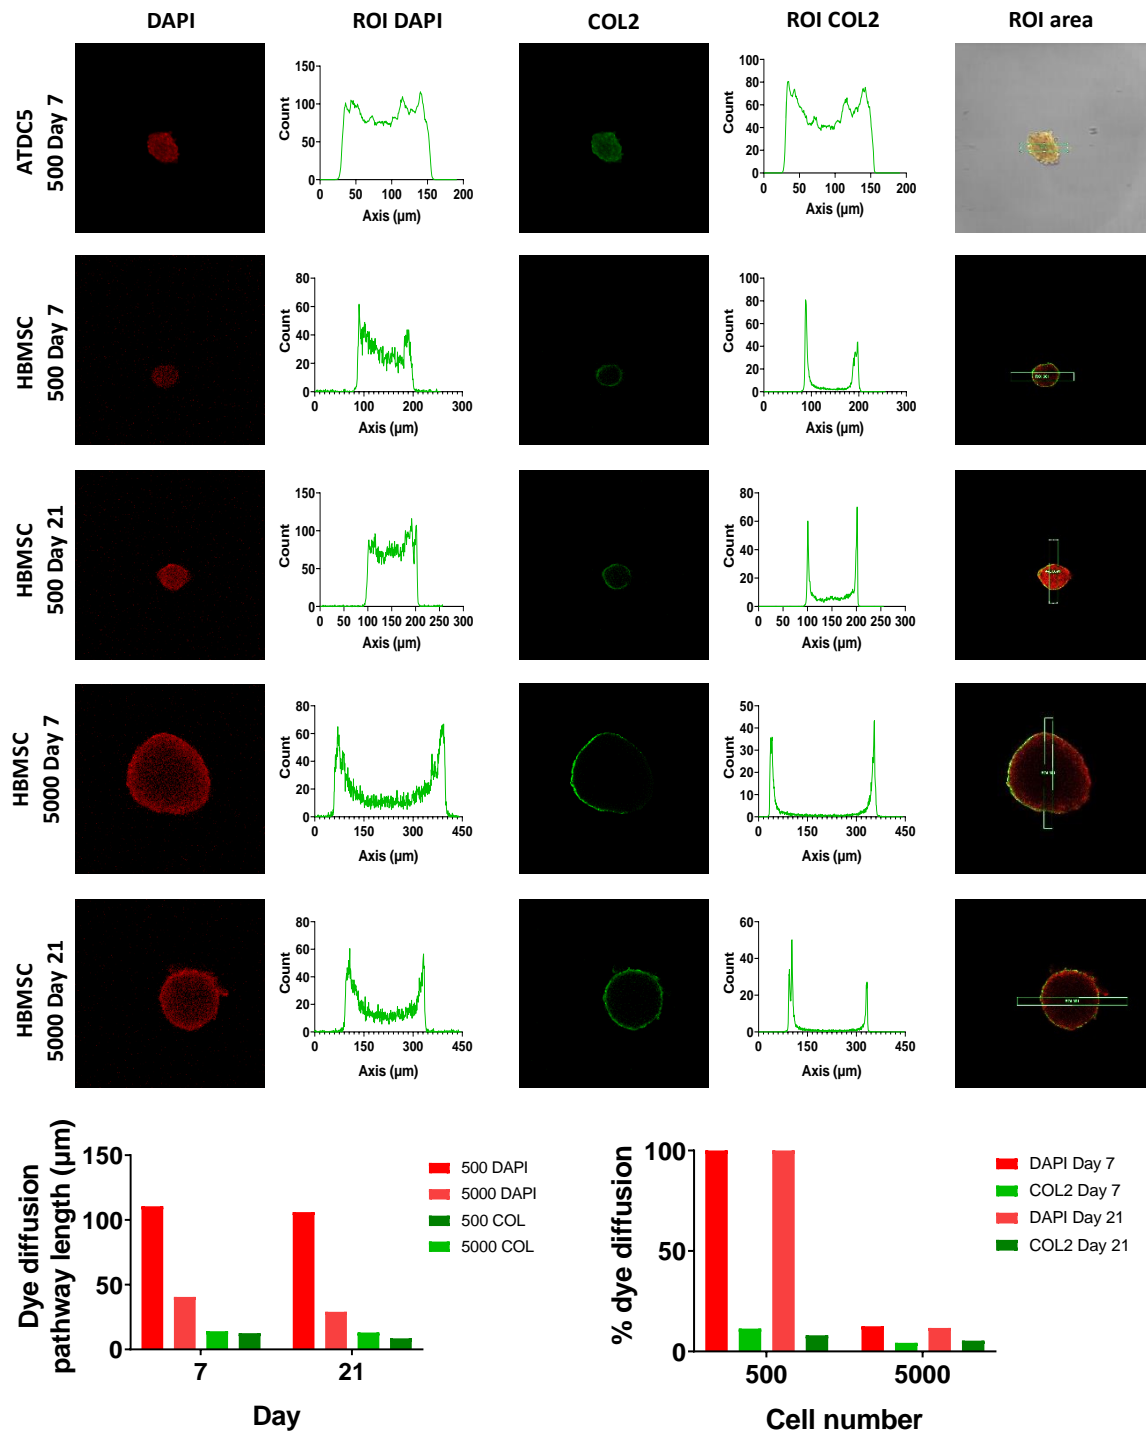 DAPI ROI DAPI COL2 ROI COL2 ROI area
ATDC5
500 Day 7
Count
150
100
50
0
0 50 100 150 200
Axis (µm)
Count
100
80
60
40
20
0
0 50 100 150 200
Axis (µm)
HBMSC
500 Day 7
Count
80
60
40
20
0
0 100 200 300
Axis (µm)
Count
100
80
60
40
20
0
0 100 200 300
Axis (µm)
HBMSC
500 Day 21
Count
150
100
50
0
0 50 100 150 200 250 300
Axis (µm)
Count
80
60
40
20
0
0 50 100 150 200 250 300
Axis (µm)
HBMSC
5000 Day 7
Count
80
60
40
20
0
0 150 300 450
Axis (µm)
Count
50
40
30
20
10
0
0 150 300 450
Axis (µm)
HBMSC
5000 Day 21
Count
80
60
40
20
0
0 150 300 450
Axis (µm)
Count
60
40
20
0
0 150 300 450
Axis (µm)
Dye diffusion
pathway length (µm)
150
100
50
0
7 21
Day
500 DAPI
5000 DAPI
500 COL
5000 COL
% dye diffusion
100
50
0
500 5000
Cell number
DAPI Day 7
COL2 Day 7
DAPI Day 21
COL2 Day 21